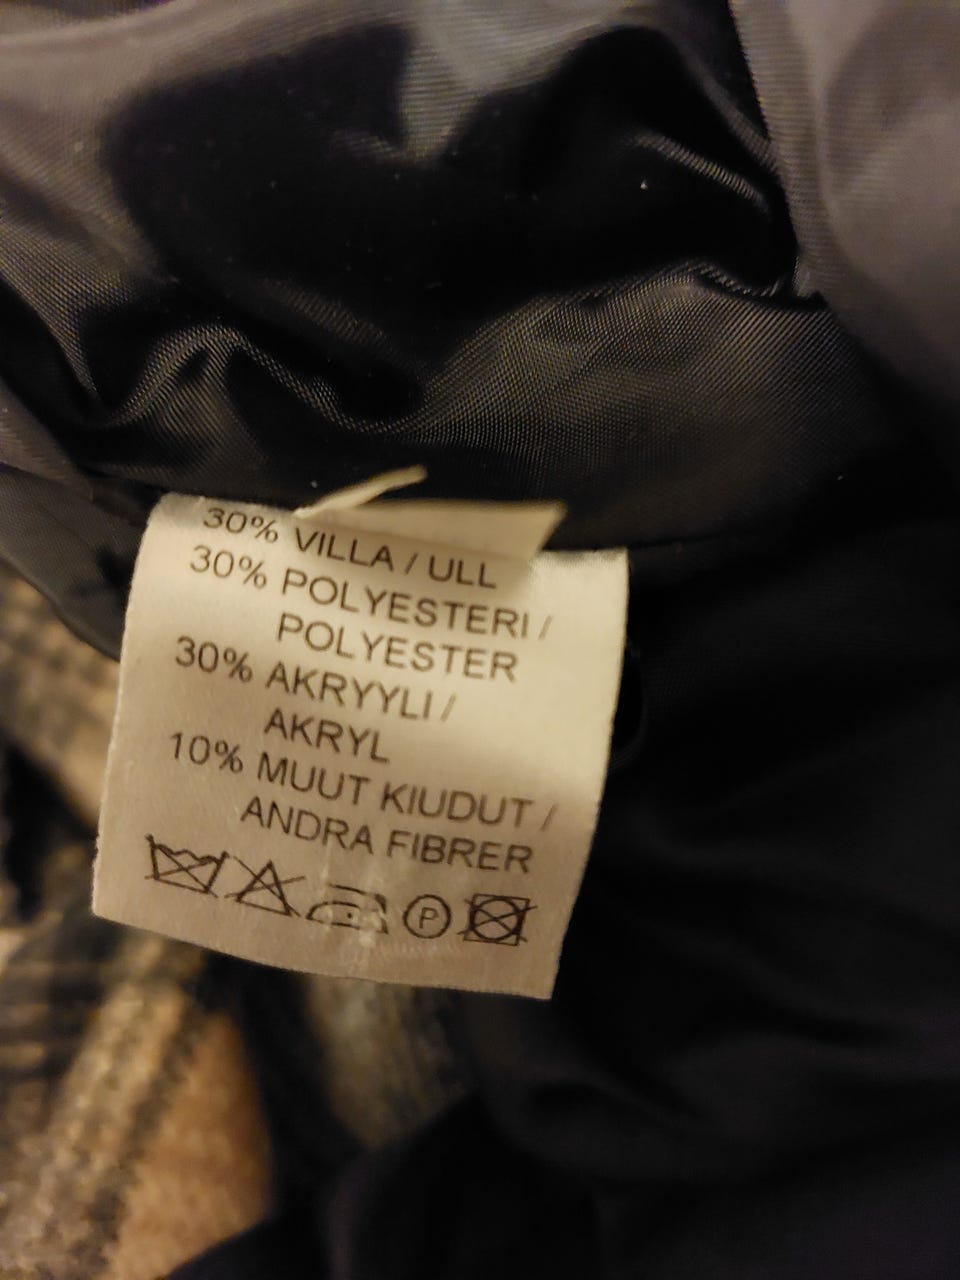 30% VILLA / ULL
30% POLYESTERI /
POLYESTER
30% AKRYYLI /
AKRYL
10% MUUT KIUDUT /
ANDRA FIBRER
P